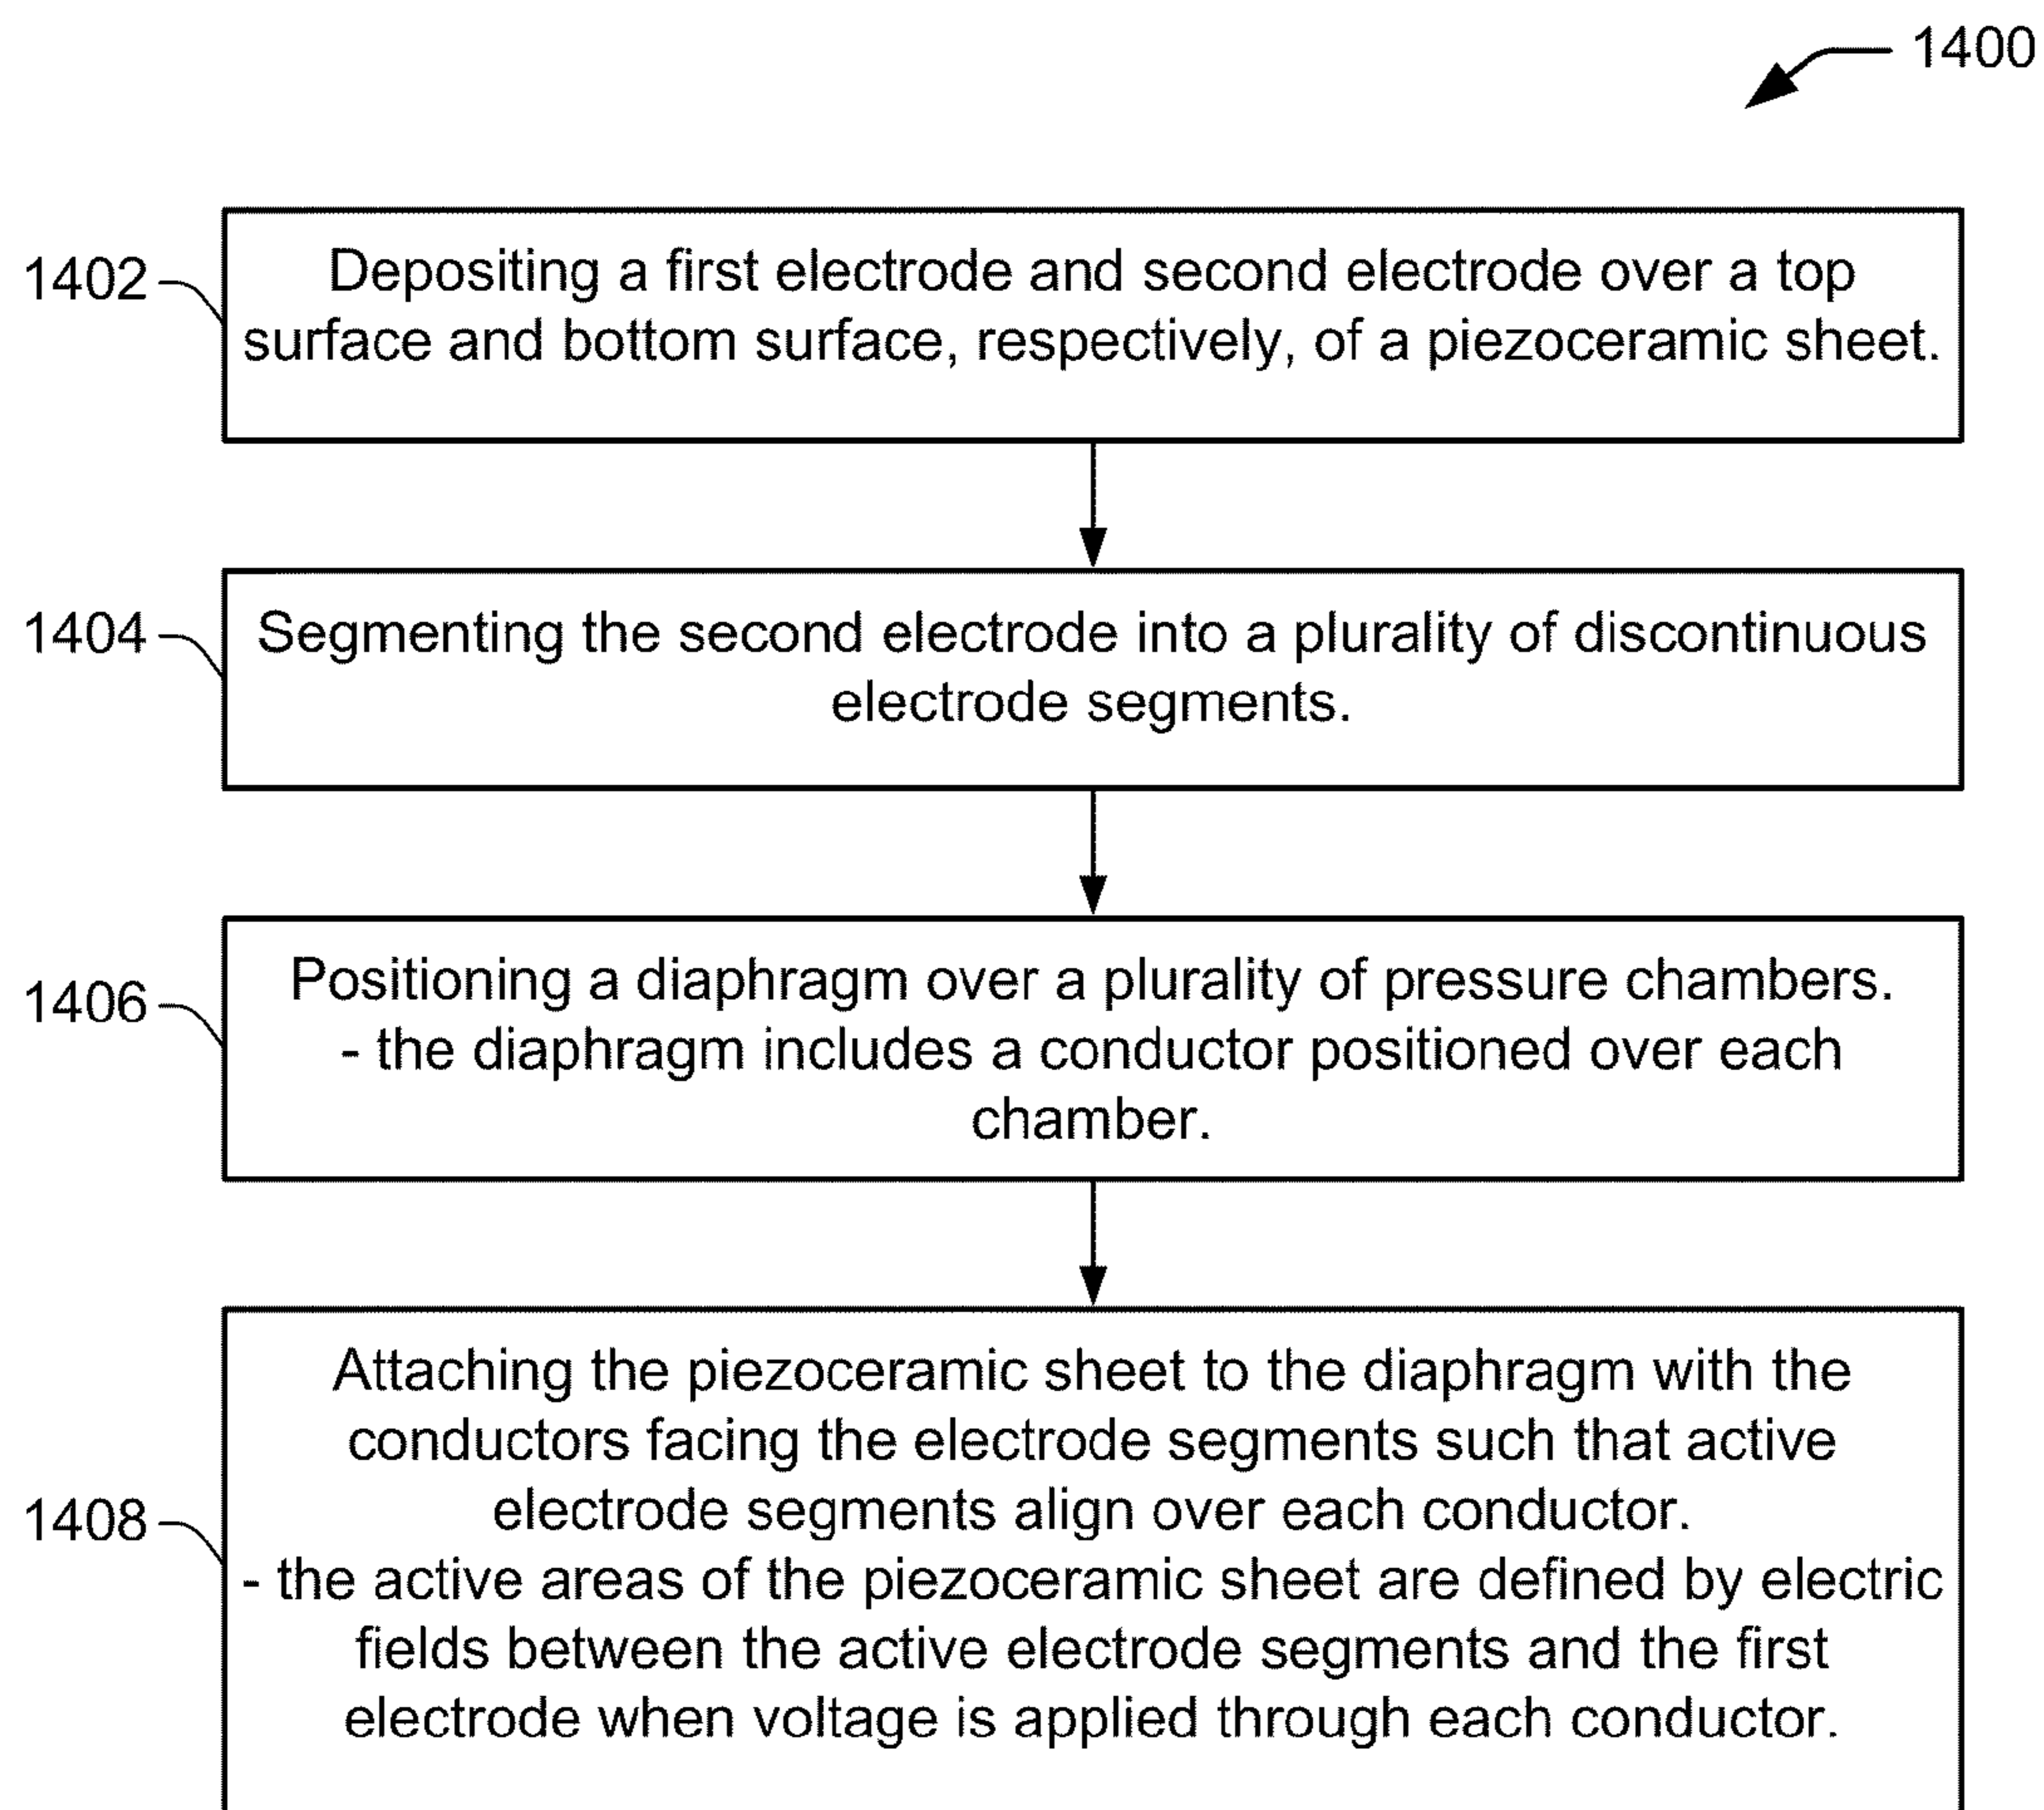 1400
1402
Depositing a first electrode and second electrode over a top
surface and bottom surface, respectively, of a piezoceramic sheet.
1404
Segmenting the second electrode into a plurality of discontinuous
electrode segments.
1406
Positioning a diaphragm over a plurality of pressure chambers.
- the diaphragm includes a conductor positioned over each
chamber.
1408
Attaching the piezoceramic sheet to the diaphragm with the
conductors facing the electrode segments such that active
electrode segments align over each conductor.
- the active areas of the piezoceramic sheet are defined by electric
fields between the active electrode segments and the first
electrode when voltage is applied through each conductor.